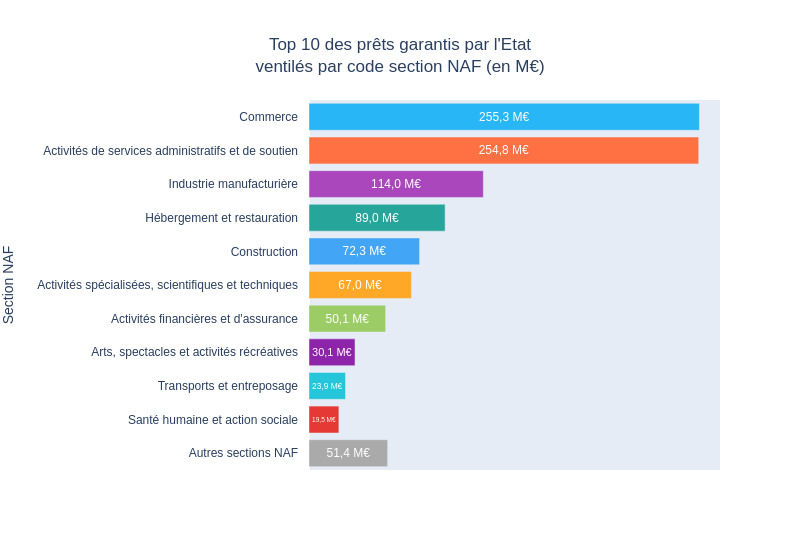 Top 10 des prêts garantis par l'Etat
ventilés par code section NAF (en M€)
Section NAF
Commerce 255,3 M€
Activités de services administratifs et de soutien 254,8 M€
Industrie manufacturière 114,0 M€
Hébergement et restauration 89,0 M€
Construction 72,3 M€
Activités spécialisées, scientifiques et techniques 67,0 M€
Activités financières et d'assurance 50,1 M€
Arts, spectacles et activités récréatives 30,1 M€
Transports et entreposage 23,9 M€
Santé humaine et action sociale 19,5 M€
Autres sections NAF 51,4 M€